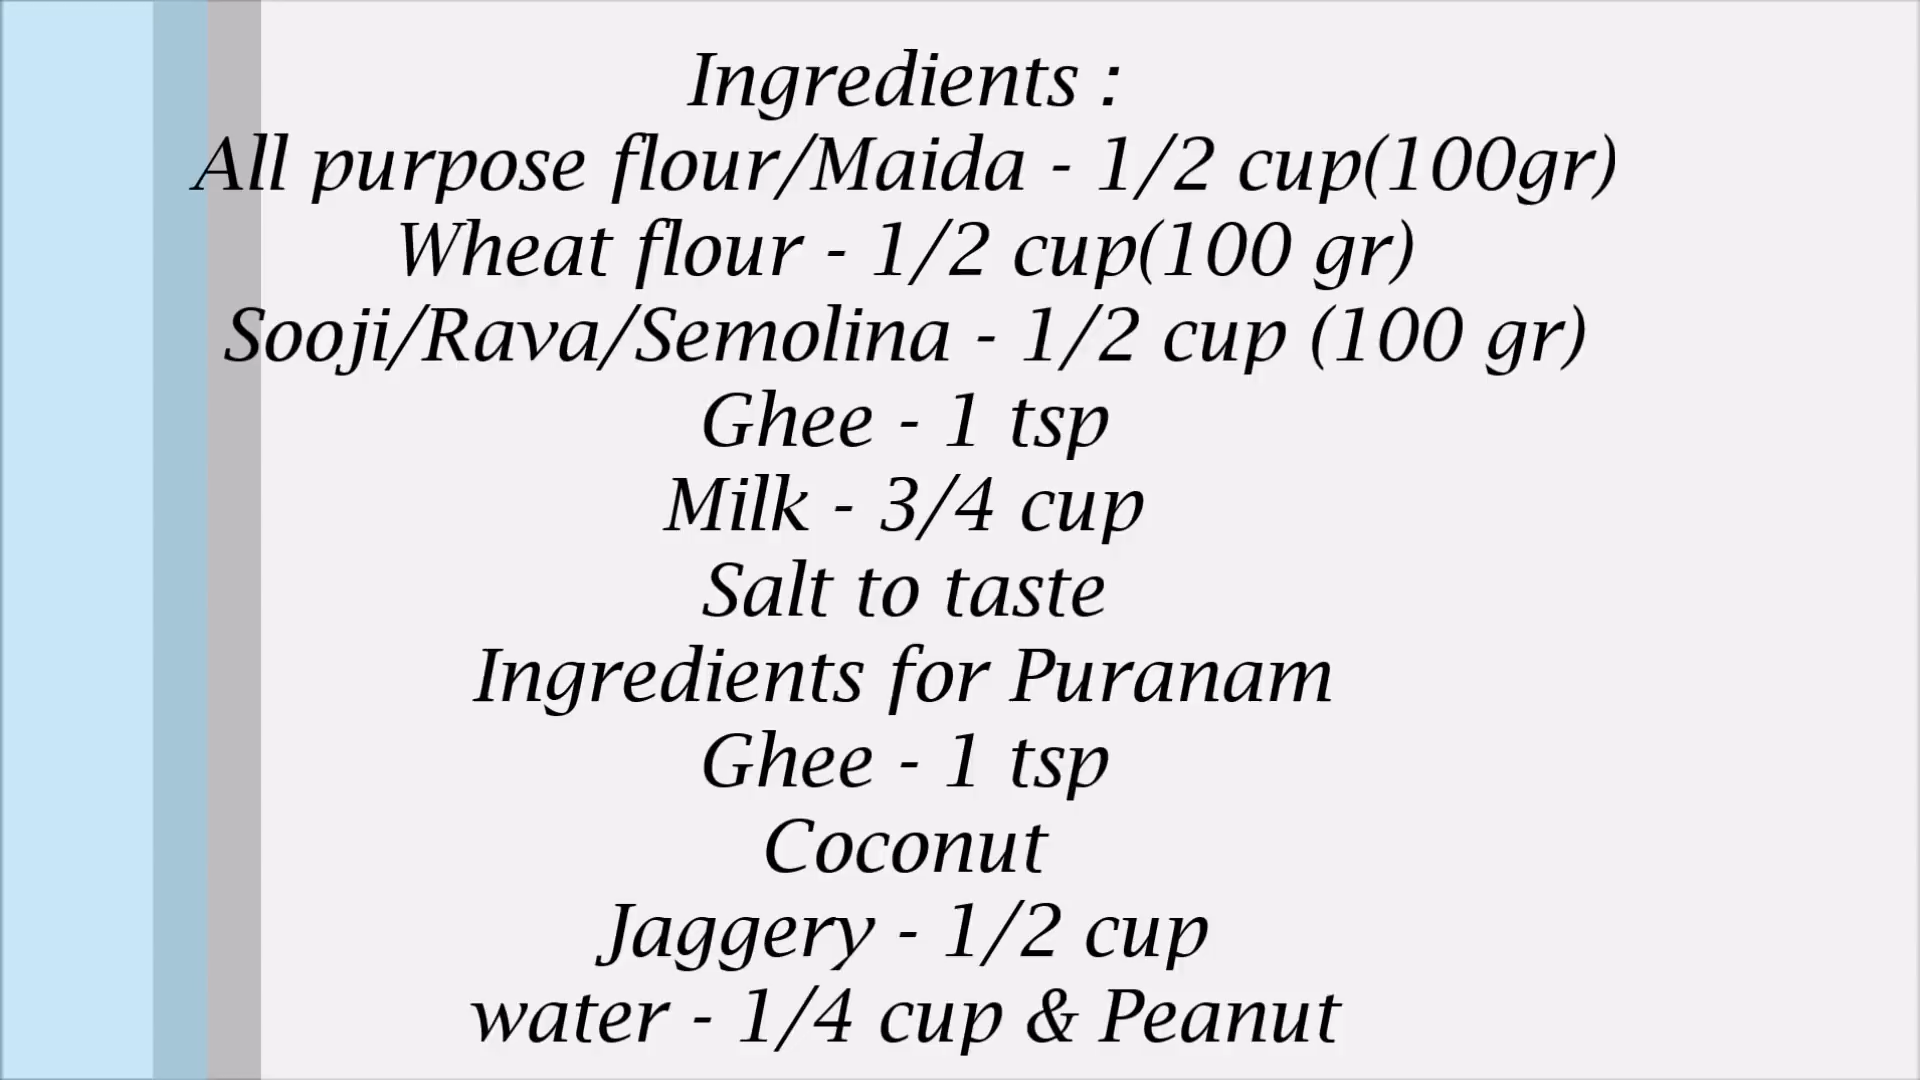 Ingredients :
All purpose flour/Maida - 1/2 cup(100gr)
Wheat flour - 1/2 cup(100 gr)
Sooji/Rava/Semolina - 1/2 cup (100 gr)
Ghee - 1 tsp
Milk - 3/4 cup
Salt to taste
Ingredients for Puranam
Ghee - 1 tsp
Coconut
Jaggery - 1/2 cup
water - 1/4 cup & Peanut